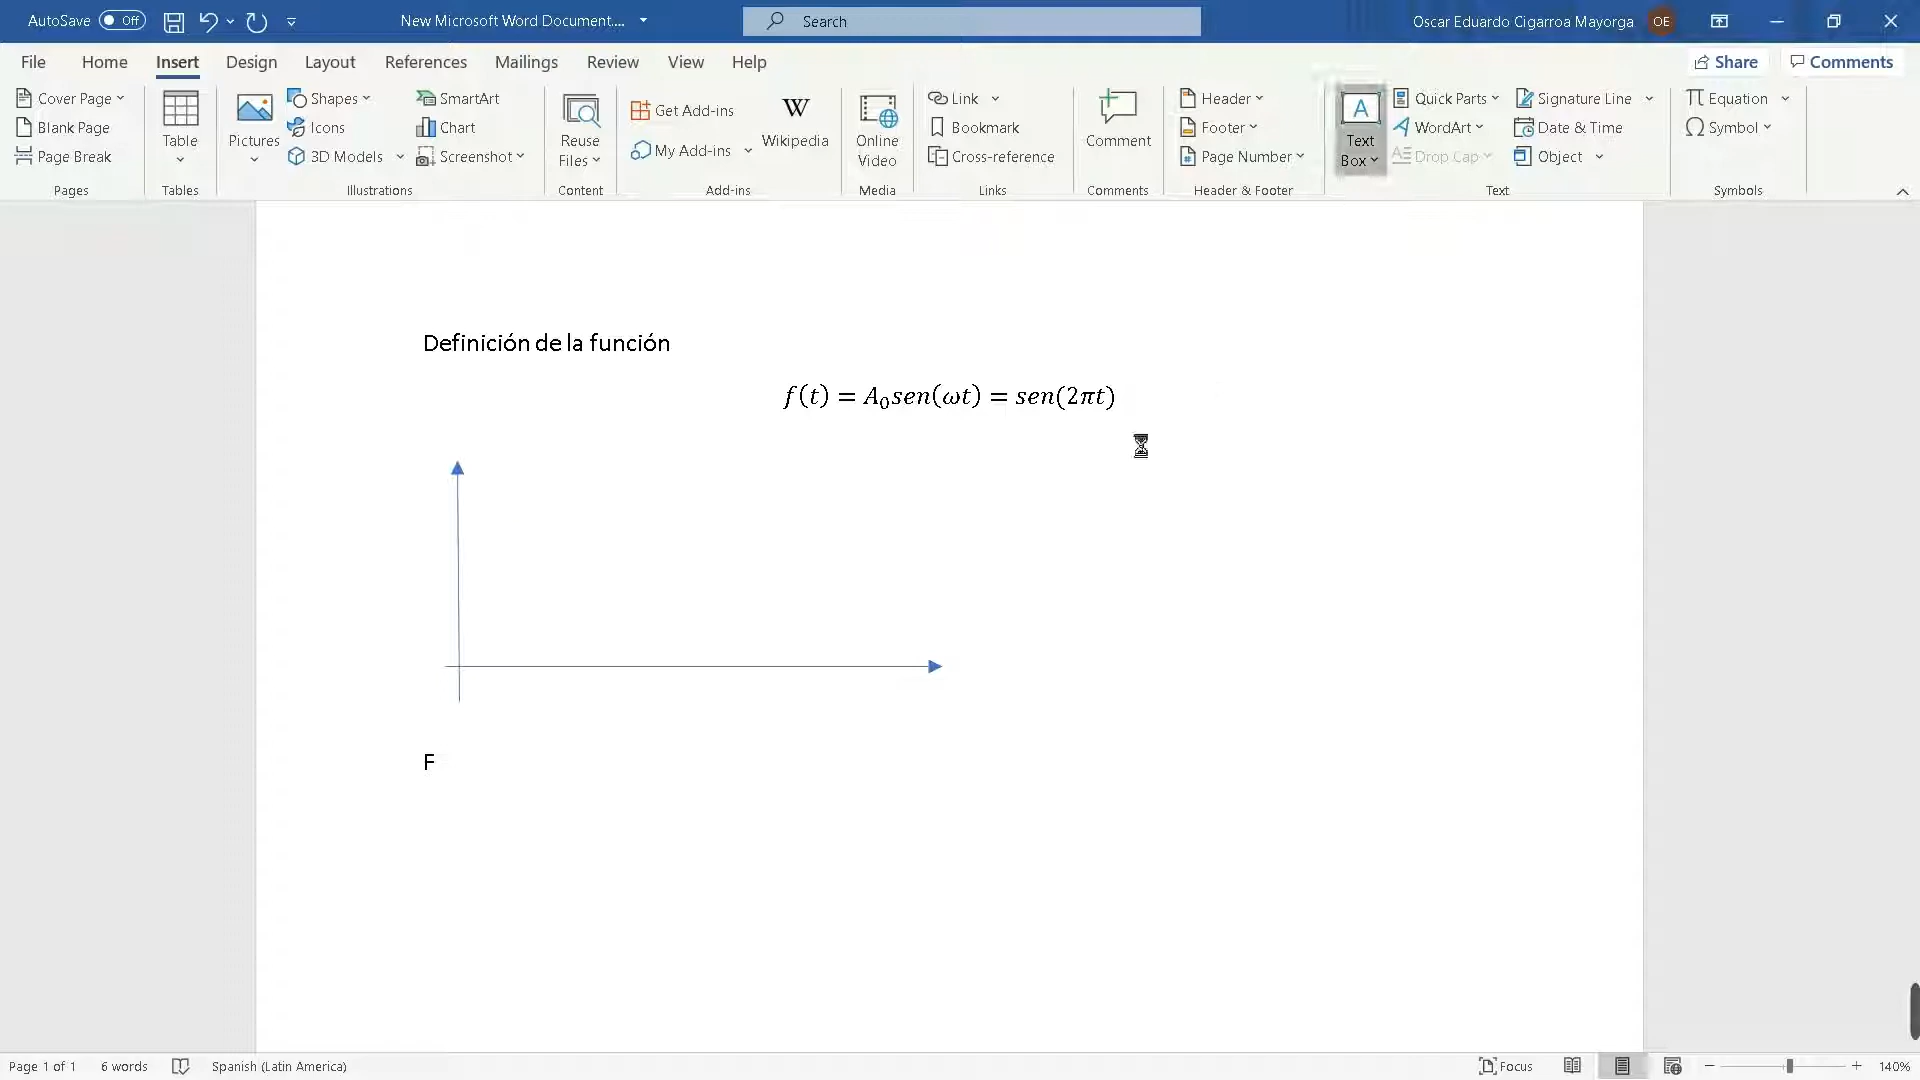 AutoSave Off New Microsoft Word Document.... Search Oscar Eduardo Cigarroa Mayorga OE
File Home Insert Design Layout References Mailings Review View Help Share Comments
Cover Page
Blank Page
Page Break
Pages
Table
Tables
Pictures
Shapes
Icons
3D Models
SmartArt
Chart
Screenshot
Illustrations
Reuse
Files
Content
Get Add-ins
My Add-ins
W
Wikipedia
Add-ins
Online
Video
Media
Link
Bookmark
Cross-reference
Links
Comment
Comments
Header
Footer
Page Number
Header & Footer
A
Text
Box
Quick Parts
WordArt
Drop Cap
Signature Line
Date & Time
Object
Text
Equation
Symbol
Symbols
Definición de la función
f(t) = A₀sen(ωt) = sen(2πt)
F
Page 1 of 1 6 words Spanish (Latin America) Focus 140%